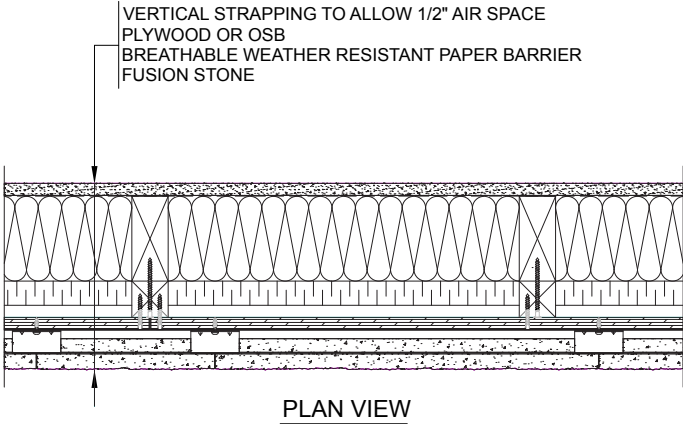 VERTICAL STRAPPING TO ALLOW 1/2" AIR SPACE
PLYWOOD OR OSB
BREATHABLE WEATHER RESISTANT PAPER BARRIER
FUSION STONE
PLAN VIEW